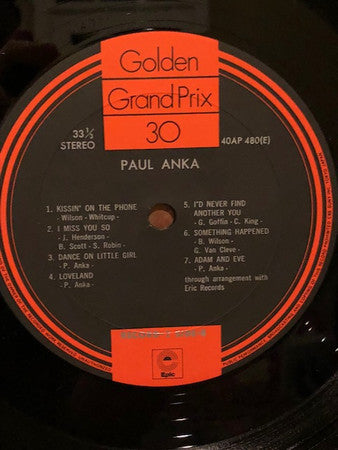 Golden
Grand Prix
30
33⅓
STEREO
40AP 480(E)
PAUL ANKA
1. KISSIN' ON THE PHONE
- Wilson - Whitcup -
2. I MISS YOU SO
- J. Henderson -
B. Scott - S. Robin -
3. DANCE ON LITTLE GIRL
- P. Anka -
4. LOVELAND
- P. Anka -
5. I'D NEVER FIND
ANOTHER YOU
- G. Goffin - C. King -
6. SOMETHING HAPPENED
- B. Wilson -
G. Van Cleve -
7. ADAM AND EVE
- P. Anka -
through arrangement with
Eric Records
Epic